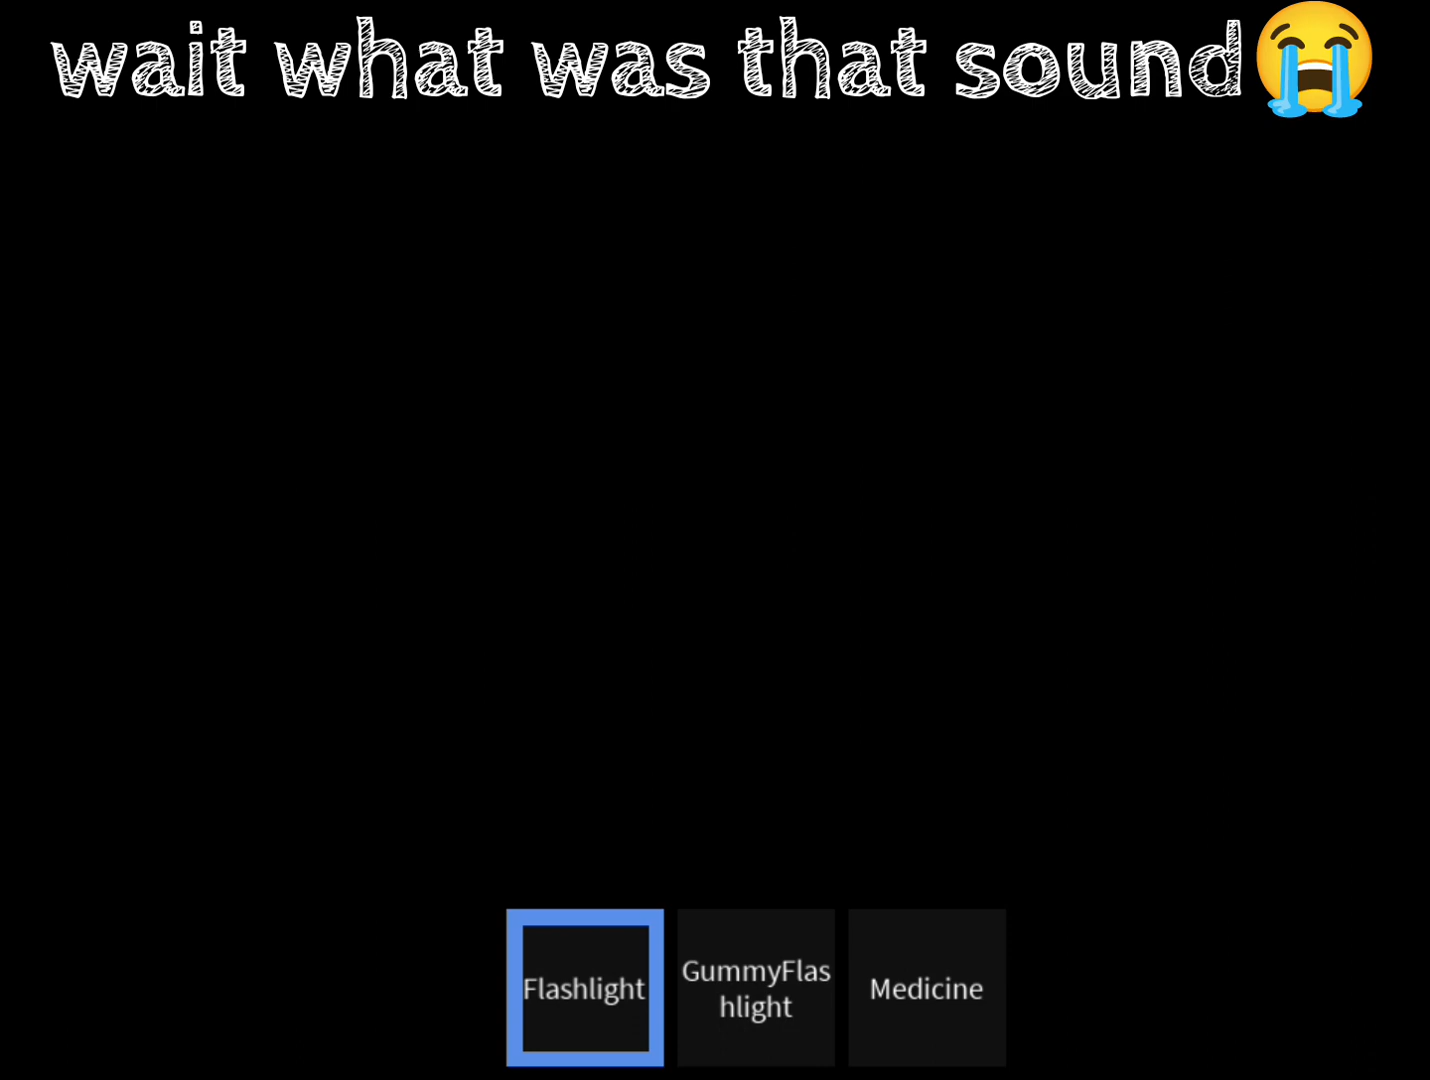 wait what was that sound😭
Flashlight
GummyFlas
hlight
Medicine